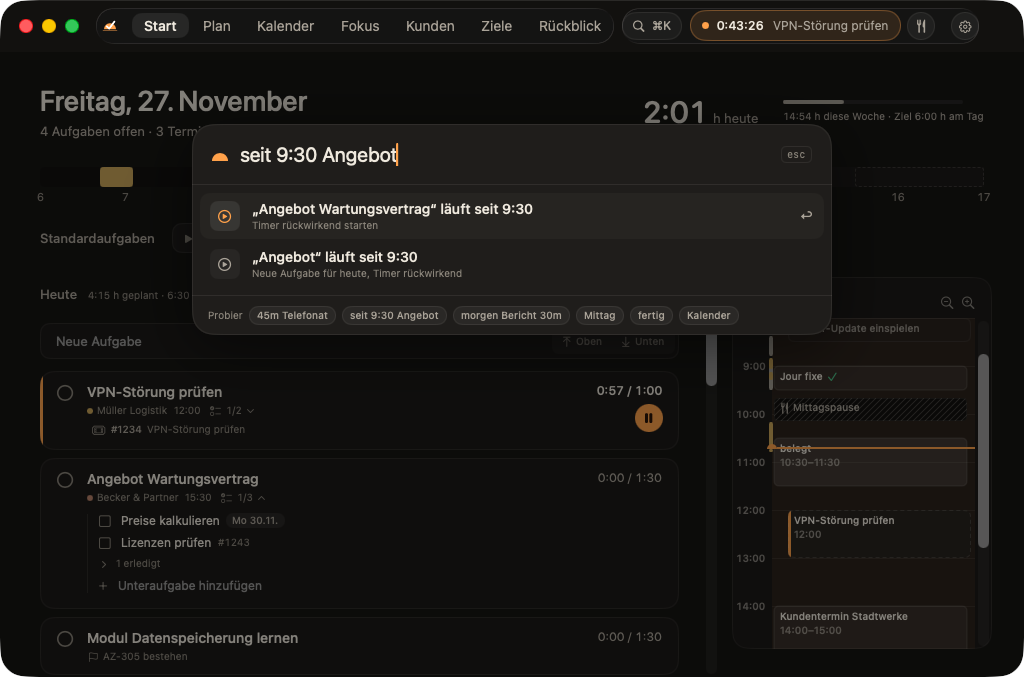 Start Plan Kalender Fokus Kunden Ziele Rückblick ⌘K 0:43:26 VPN-Störung prüfen
Freitag, 27. November
4 Aufgaben offen · 3 Termi
2:01 h heute
14:54 h diese Woche · Ziel 6:00 h am Tag
seit 9:30 Angebot
esc
„Angebot Wartungsvertrag“ läuft seit 9:30
Timer rückwirkend starten
„Angebot“ läuft seit 9:30
Neue Aufgabe für heute, Timer rückwirkend
Probier 45m Telefonat seit 9:30 Angebot morgen Bericht 30m Mittag fertig Kalender
6 7 16 17
Standardaufgaben
Heute 4:15 h geplant · 6:30
Neue Aufgabe Oben Unten
VPN-Störung prüfen 0:57 / 1:00
Müller Logistik 12:00 1/2
#1234 VPN-Störung prüfen
Angebot Wartungsvertrag 0:00 / 1:30
Becker & Partner 15:30 1/3
Preise kalkulieren Mo 30.11.
Lizenzen prüfen #1243
1 erledigt
Unteraufgabe hinzufügen
Modul Datenspeicherung lernen 0:00 / 1:30
AZ-305 bestehen
-Update einspielen
9:00
Jour fixe
10:00
Mittagspause
belegt
10:30–11:30
11:00
12:00
VPN-Störung prüfen
12:00
13:00
14:00
Kundentermin Stadtwerke
14:00–15:00